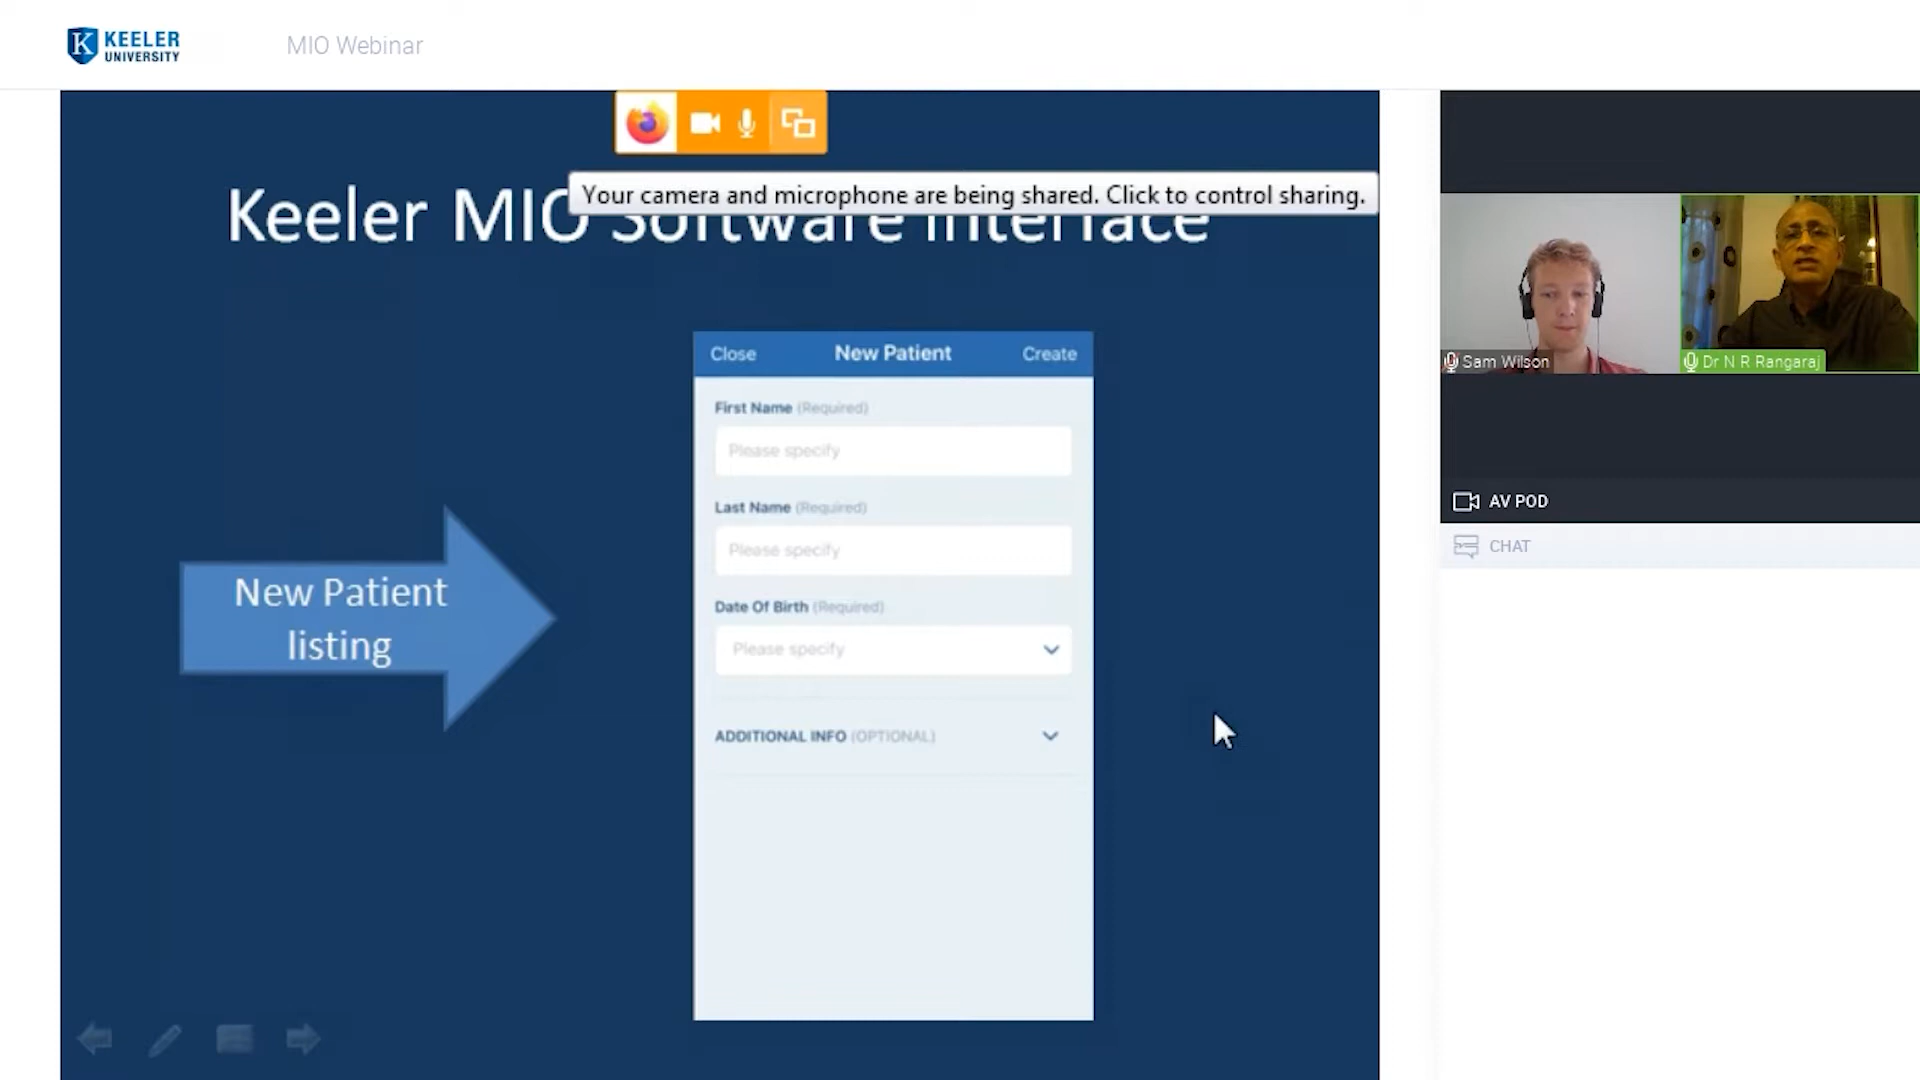 KEELER
UNIVERSITY
MIO Webinar
Your camera and microphone are being shared. Click to control sharing.
Keeler MIO Software Interface
Close New Patient Create
First Name (Required)
Please specify
Last Name (Required)
Please specify
Date Of Birth (Required)
Please specify
ADDITIONAL INFO (OPTIONAL)
New Patient
listing
Sam Wilson
Dr N R Rangaraj
AV POD
CHAT